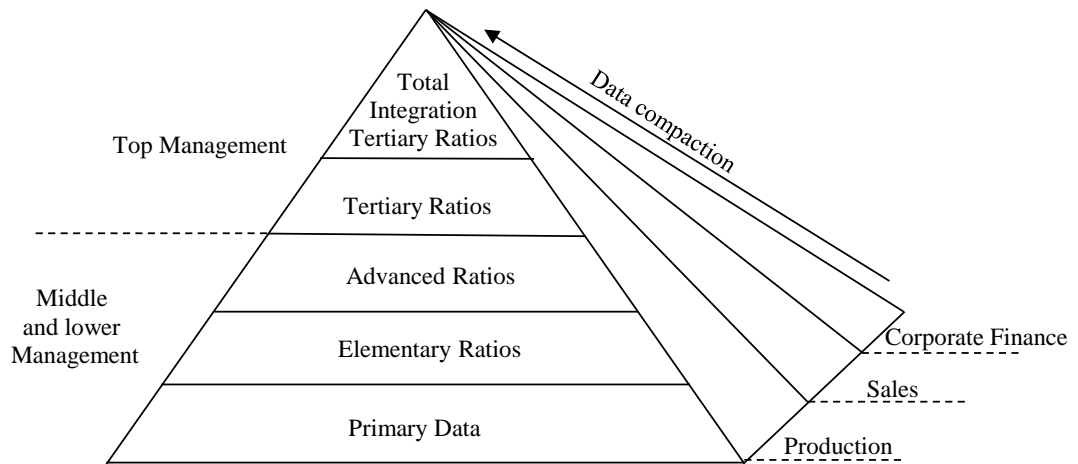 Total
Integration
Tertiary Ratios
Data compaction
Top Management
Tertiary Ratios
Advanced Ratios
Middle
and lower
Management
Elementary Ratios
Corporate Finance
Sales
Primary Data
Production